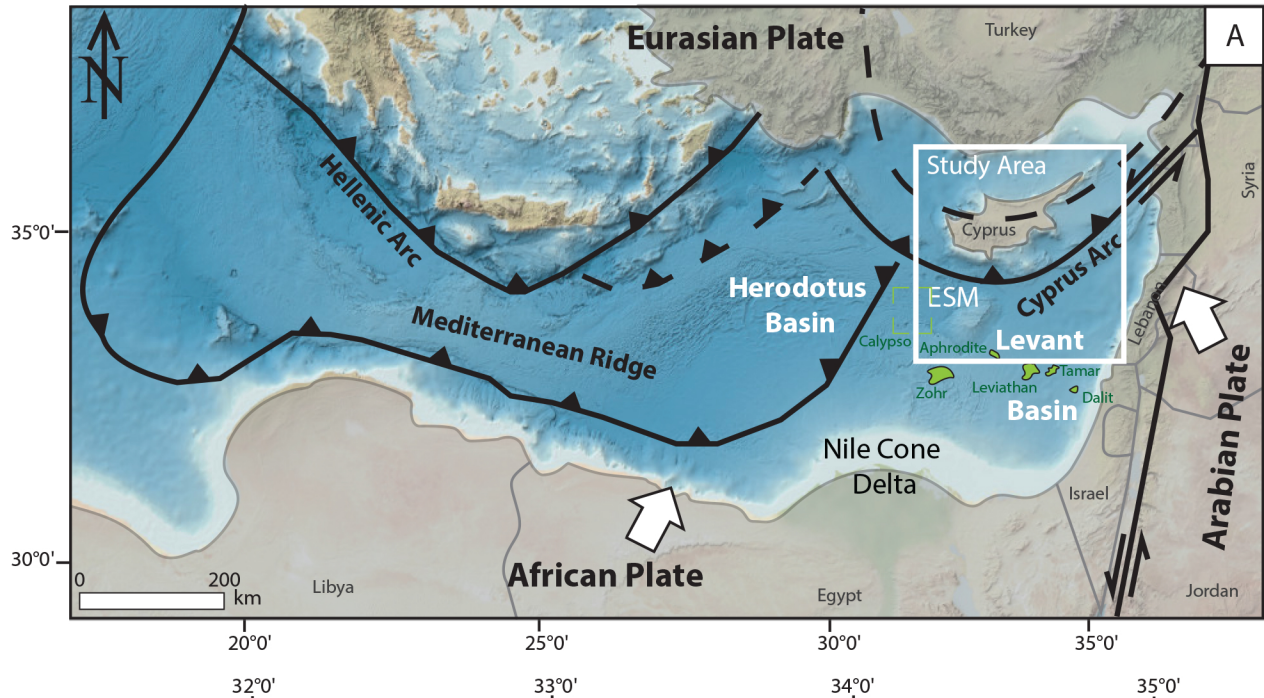 A
N
Eurasian Plate
Turkey
Syria
Hellenic Arc
Study Area
Cyprus
Cyprus Arc
35°0'
Herodotus
Basin
ESM
Mediterranean Ridge
Calypso
Aphrodite
Levant
Lebanon
Zohr
Leviathan
Tamar
Dalit
Basin
Arabian Plate
Nile Cone
Delta
Israel
30°0'
0
200
km
Libya
African Plate
Egypt
Jordan
20°0'
25°0'
30°0'
35°0'
32°0'
33°0'
34°0'
35°0'